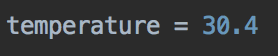 temperature = 30.4